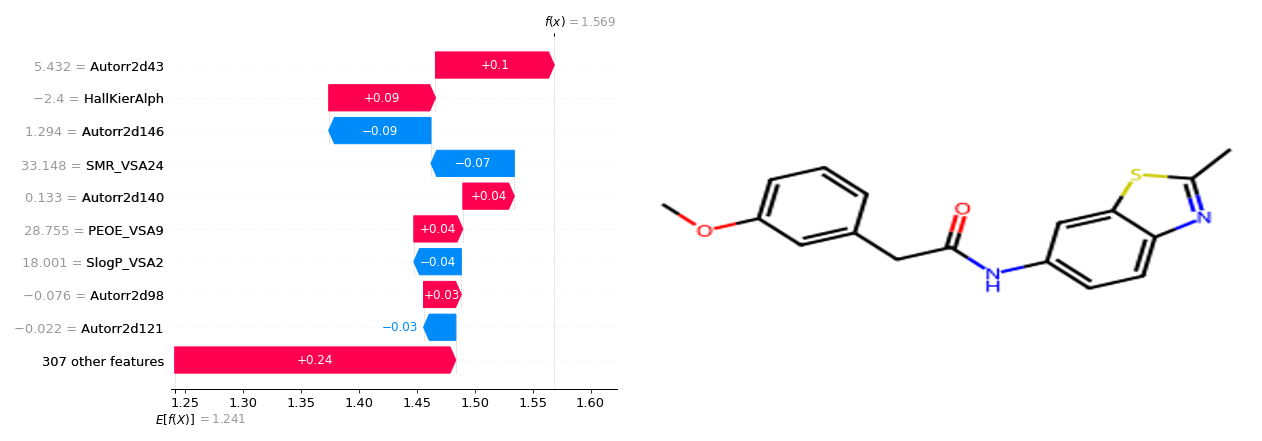 f(x) = 1.569
5.432 = Autorr2d43
+0.1
−2.4 = HallKierAlph
+0.09
1.294 = Autorr2d146
−0.09
33.148 = SMR_VSA24
−0.07
0.133 = Autorr2d140
+0.04
28.755 = PEOE_VSA9
+0.04
18.001 = SlogP_VSA2
−0.04
−0.076 = Autorr2d98
+0.03
−0.022 = Autorr2d121
−0.03
307 other features
+0.24
1.25 1.30 1.35 1.40 1.45 1.50 1.55 1.60
E[f(X)] = 1.241
O
O
N
H
S
N